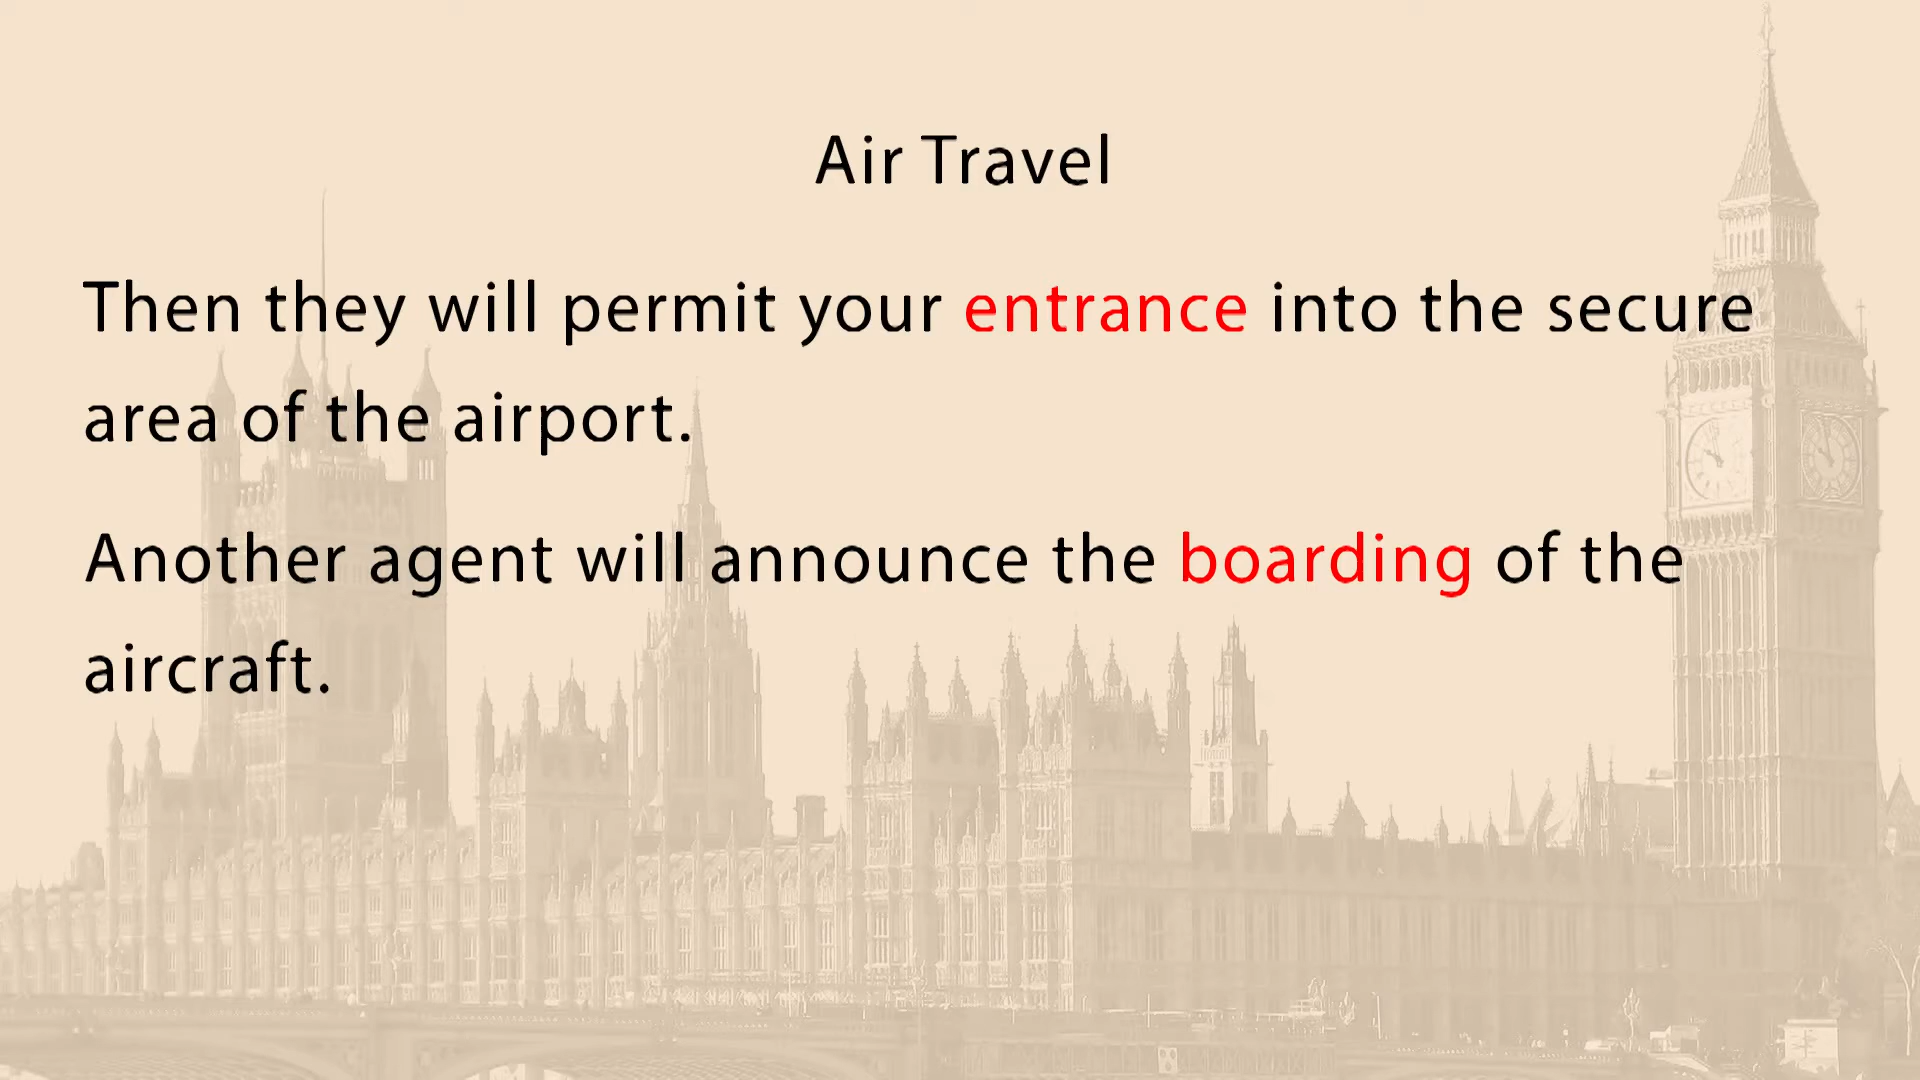 Air Travel
Then they will permit your entrance into the secure
area of the airport.
Another agent will announce the boarding of the
aircraft.